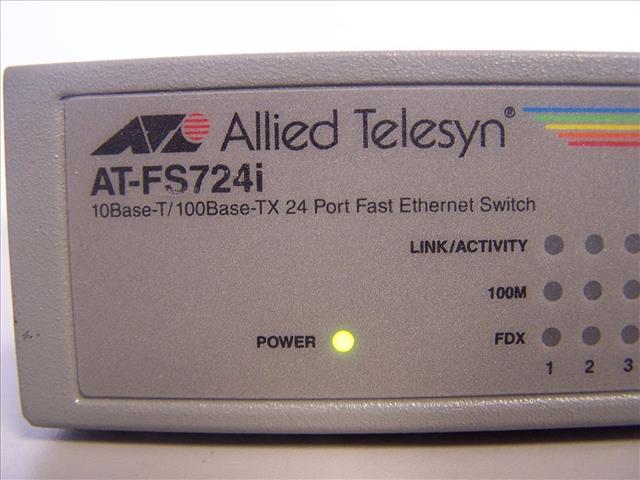 Allied Telesyn®
AT-FS724i
10Base-T/100Base-TX 24 Port Fast Ethernet Switch
LINK/ACTIVITY
100M
POWER
FDX
1 2 3